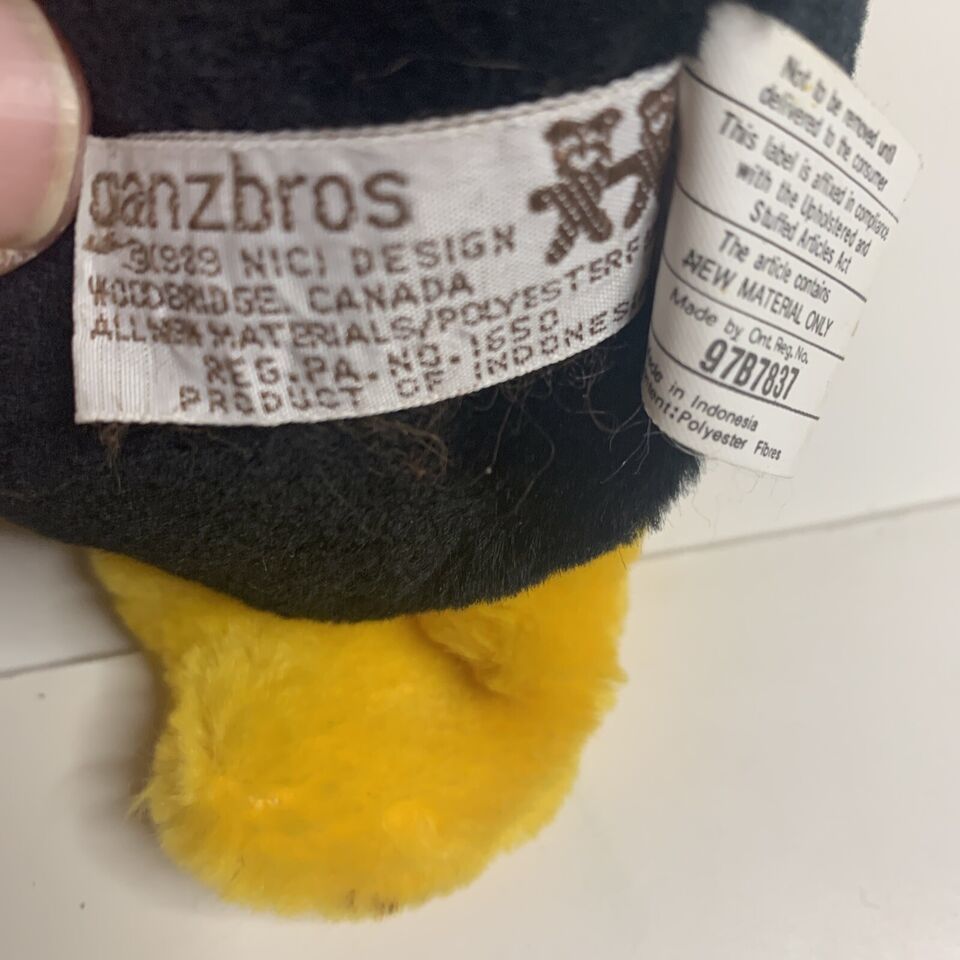 ganzbros
1989 NICI DESIGN
WOODBRIDGE, CANADA
ALL NEW MATERIALS/POLYESTER
REG.PA.NO.1650
PRODUCT OF INDONES
Not to be removed until
delivered to the consumer
This label is affixed in compliance
with the Upholstered and
Stuffed Articles Act
The article contains
NEW MATERIAL ONLY
Made by Ont. Reg. No.
97B7837
Made in Indonesia
ent: Polyester Fibres